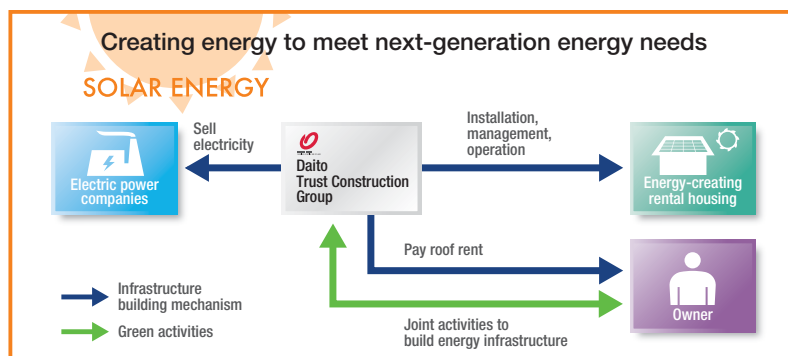 Creating energy to meet next-generation energy needs
SOLAR ENERGY
Sell
electricity
Installation,
management,
operation
Electric power
companies
Daito
Trust Construction
Group
Energy-creating
rental housing
Pay roof rent
Infrastructure
building mechanism
Green activities
Joint activities to
build energy infrastructure
Owner